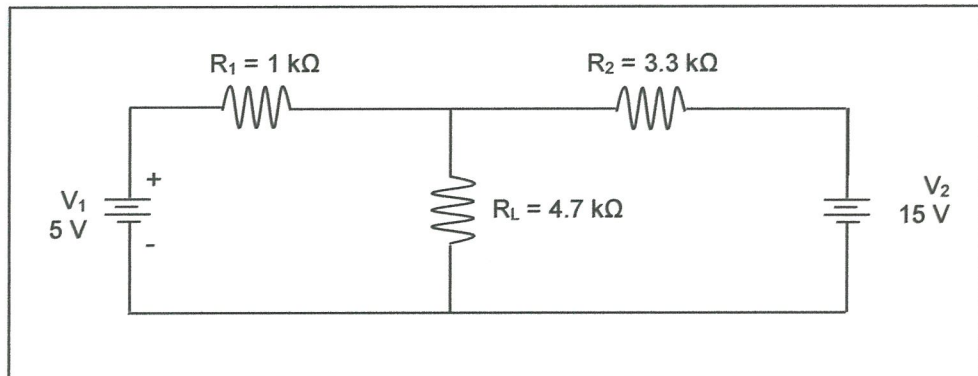 R₁ = 1 kΩ
R₂ = 3.3 kΩ
+
V₁
5 V
-
R_L = 4.7 kΩ
V₂
15 V